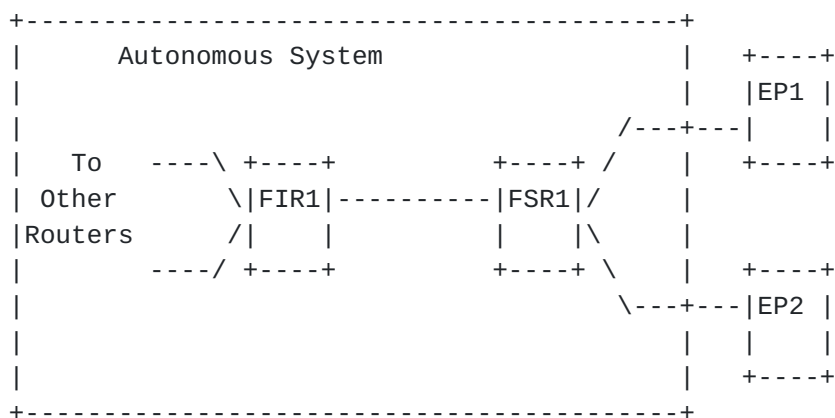 Autonomous System
EP1
To
Other FIR1 FSR1
Routers
EP2